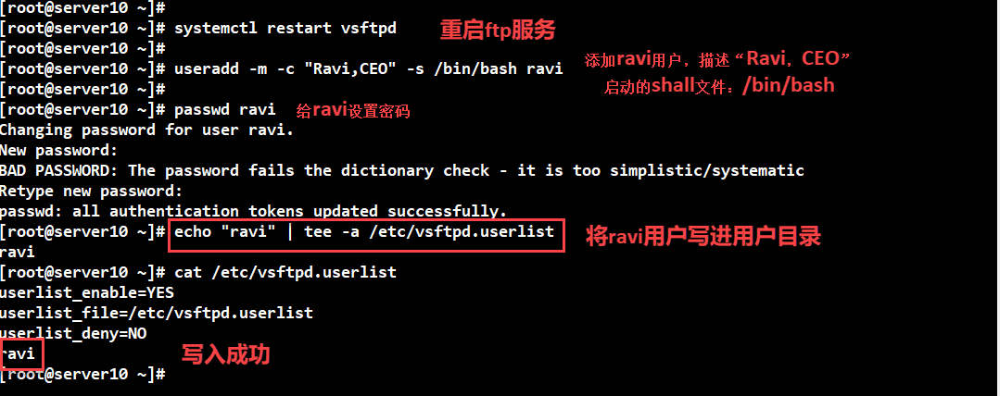 [root@server10 ~]#
[root@server10 ~]# systemctl restart vsftpd 重启ftp服务
[root@server10 ~]#
[root@server10 ~]# useradd -m -c "Ravi,CEO" -s /bin/bash ravi 添加ravi用户，描述“Ravi，CEO”
启动的shall文件：/bin/bash
[root@server10 ~]#
[root@server10 ~]# passwd ravi 给ravi设置密码
Changing password for user ravi.
New password:
BAD PASSWORD: The password fails the dictionary check - it is too simplistic/systematic
Retype new password:
passwd: all authentication tokens updated successfully.
[root@server10 ~]# echo "ravi" | tee -a /etc/vsftpd.userlist 将ravi用户写进用户目录
ravi
[root@server10 ~]# cat /etc/vsftpd.userlist
userlist_enable=YES
userlist_file=/etc/vsftpd.userlist
userlist_deny=NO
ravi 写入成功
[root@server10 ~]#